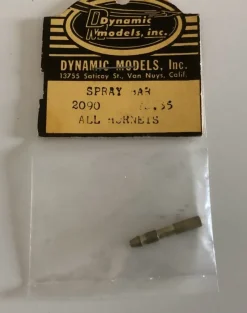 Dynamic
Models, inc.
DYNAMIC MODELS, Inc.
13755 Saticoy St., Van Nuys. Calif.
SPRAY BAR
2090
ALL HORNETS